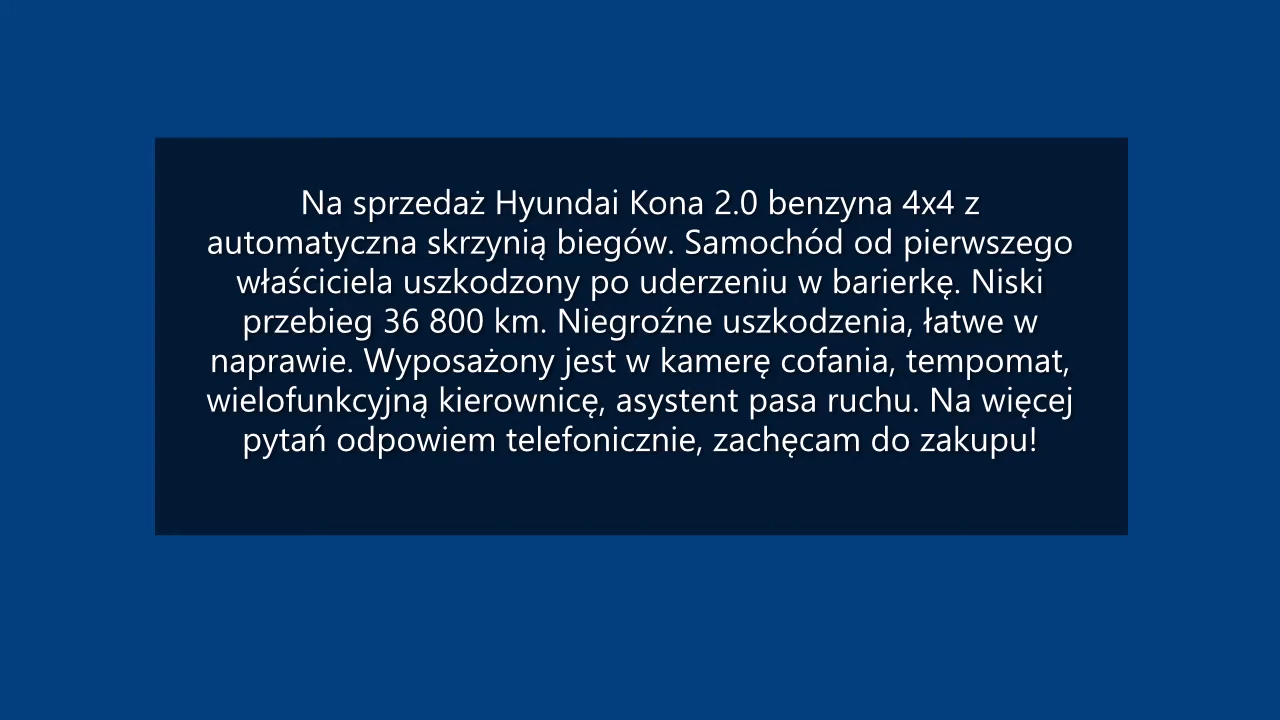 Na sprzedaż Hyundai Kona 2.0 benzyna 4x4 z
automatyczna skrzynią biegów. Samochód od pierwszego
właściciela uszkodzony po uderzeniu w barierkę. Niski
przebieg 36 800 km. Niegroźne uszkodzenia, łatwe w
naprawie. Wyposażony jest w kamerę cofania, tempomat,
wielofunkcyjną kierownicę, asystent pasa ruchu. Na więcej
pytań odpowiem telefonicznie, zachęcam do zakupu!